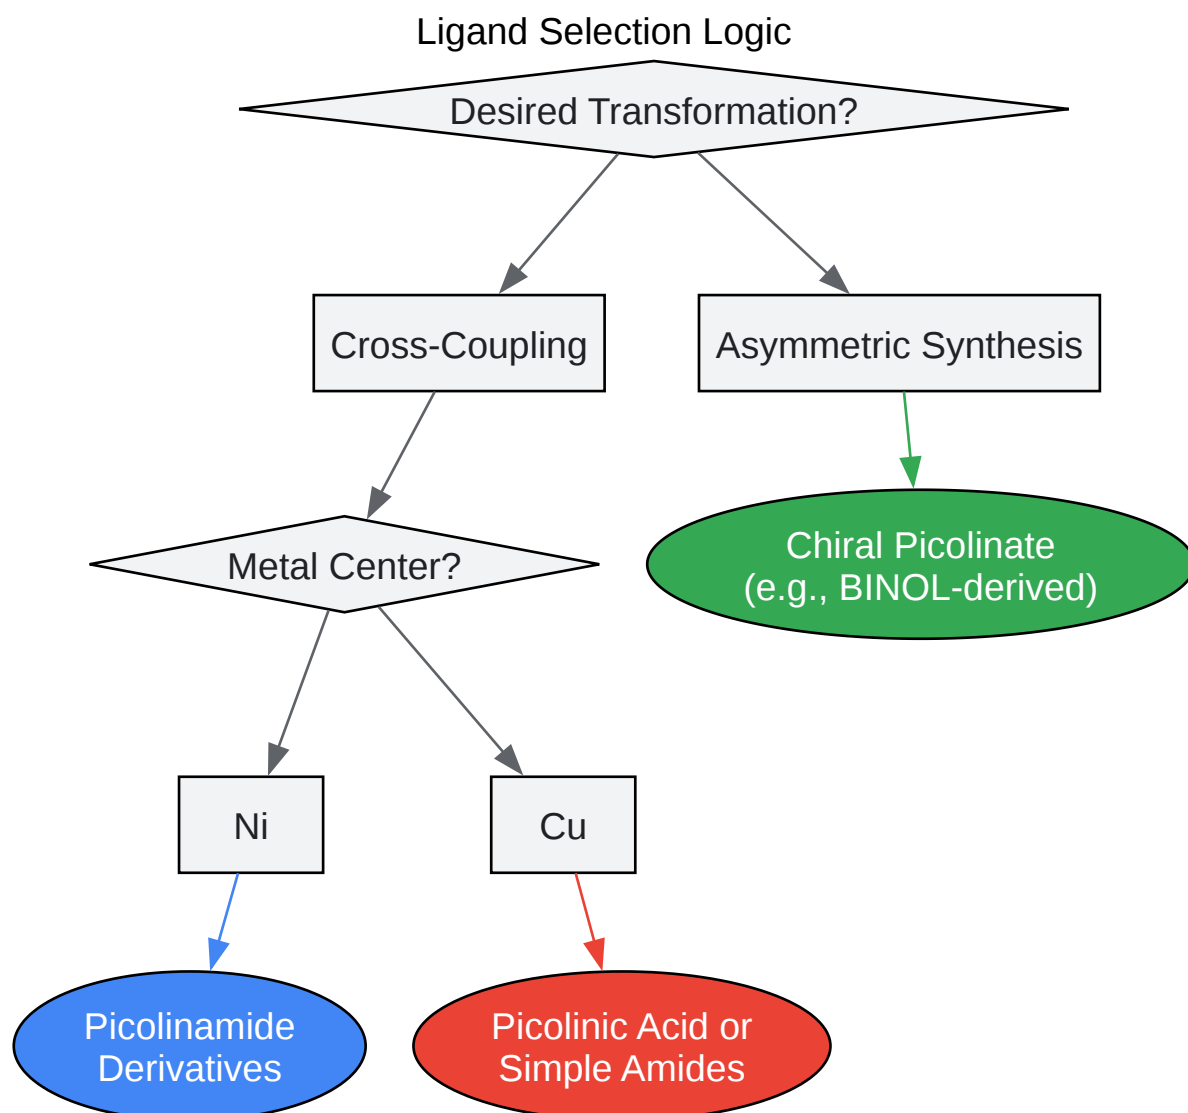 Ligand Selection Logic
Desired Transformation?
Cross-Coupling
Asymmetric Synthesis
Metal Center?
Chiral Picolinate
(e.g., BINOL-derived)
Ni
Cu
Picolinamide
Derivatives
Picolinic Acid or
Simple Amides